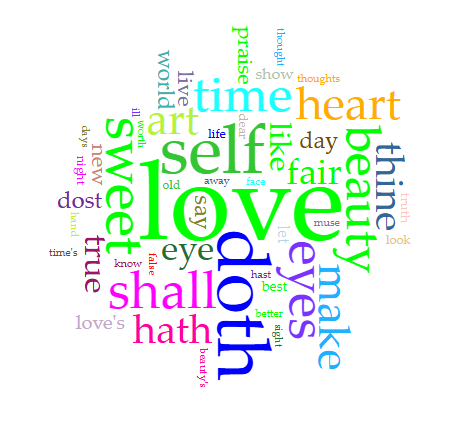 thought
praise
show
world
live
thoughts
time
heart
ill
art
worth
life
dear
like
day
beauty
sweet
self
days
new
night
fair
thine
old
away
face
dost
love
say
truth
hand
muse
true
eye
let
look
time's
know
false
doth
eyes
hast
make
shall
best
love's
hath
better
sight
beauty's